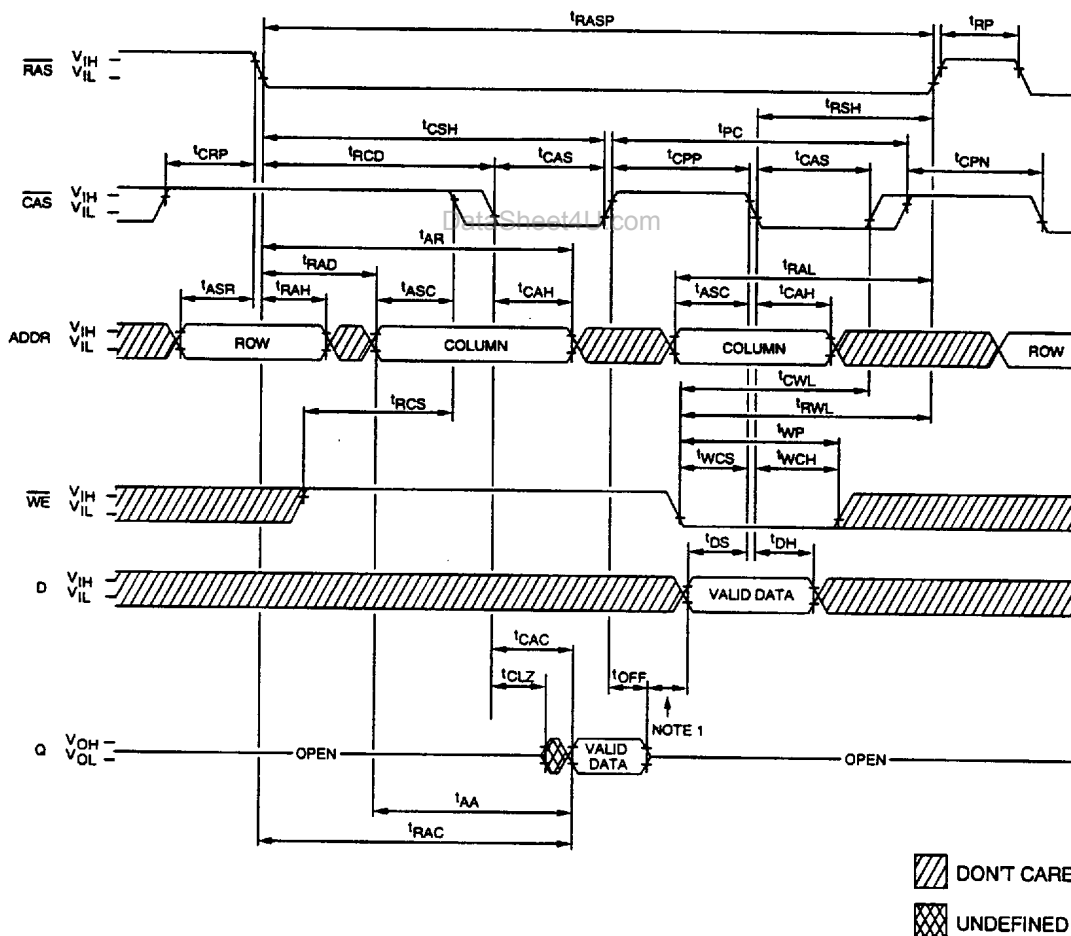 tRASP tRP
RAS VIH
VIL
tRSH
tCSH tPC
tCRP tRCD tCAS tCPP tCAS tCPN
CAS VIH
VIL
DataSheet4U.com
tAR
tRAD tRAL
tASR tRAH tASC tCAH tASC tCAH
ADDR VIH
VIL
ROW COLUMN COLUMN ROW
tCWL
tRCS tRWL
tWP
tWCS tWCH
WE VIH
VIL
tDS tDH
D VIH
VIL
VALID DATA
tCAC
tCLZ tOFF
NOTE 1
Q VOH
VOL
OPEN VALID DATA OPEN
tAA
tRAC
DON'T CARE
UNDEFINED